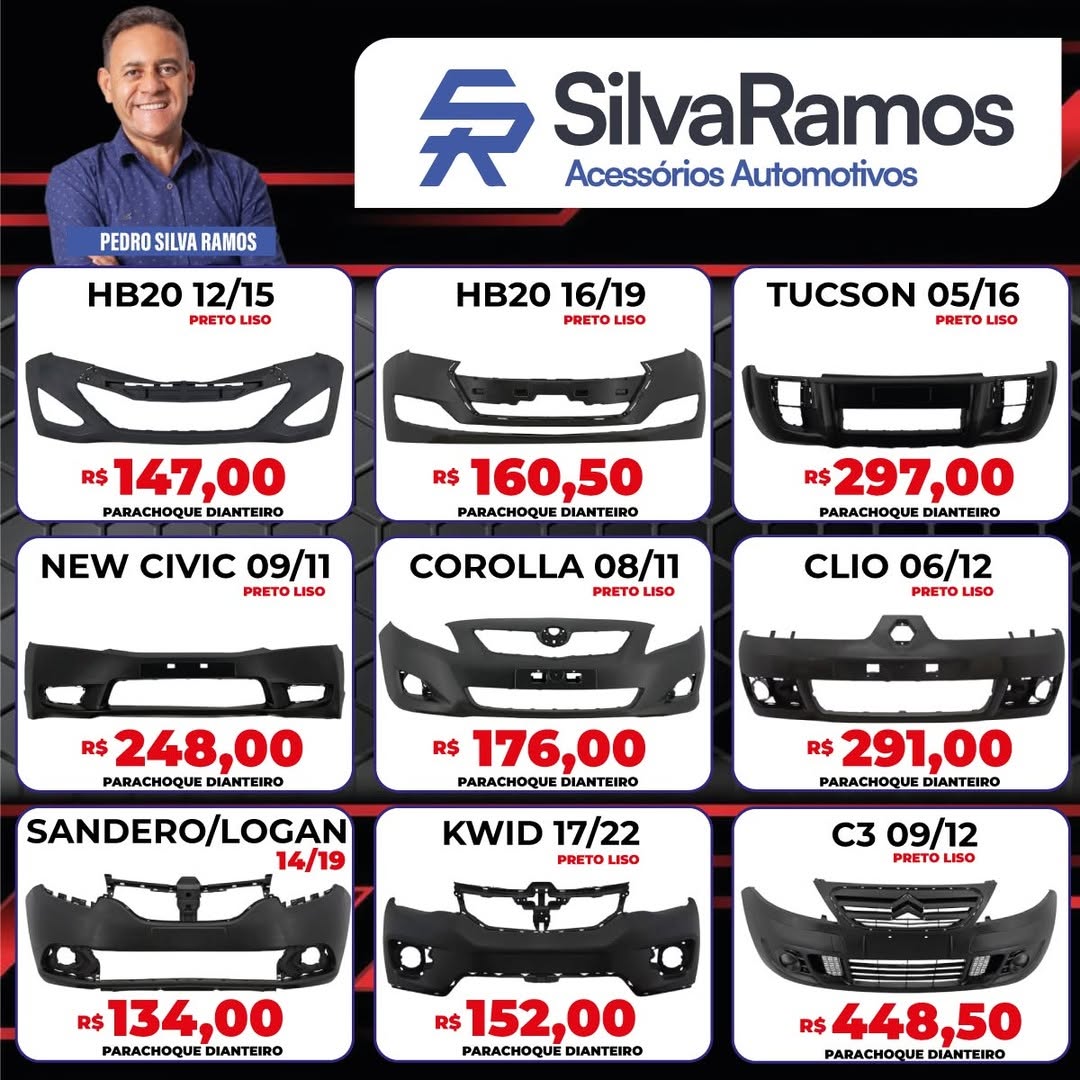 SR
SilvaRamos
Acessórios Automotivos
PEDRO SILVA RAMOS
HB20 12/15
PRETO LISO
R$ 147,00
PARACHOQUE DIANTEIRO
HB20 16/19
PRETO LISO
R$ 160,50
PARACHOQUE DIANTEIRO
TUCSON 05/16
PRETO LISO
R$ 297,00
PARACHOQUE DIANTEIRO
NEW CIVIC 09/11
PRETO LISO
R$ 248,00
PARACHOQUE DIANTEIRO
COROLLA 08/11
PRETO LISO
R$ 176,00
PARACHOQUE DIANTEIRO
CLIO 06/12
PRETO LISO
R$ 291,00
PARACHOQUE DIANTEIRO
SANDERO/LOGAN
14/19
R$ 134,00
PARACHOQUE DIANTEIRO
KWID 17/22
PRETO LISO
R$ 152,00
PARACHOQUE DIANTEIRO
C3 09/12
PRETO LISO
R$ 448,50
PARACHOQUE DIANTEIRO